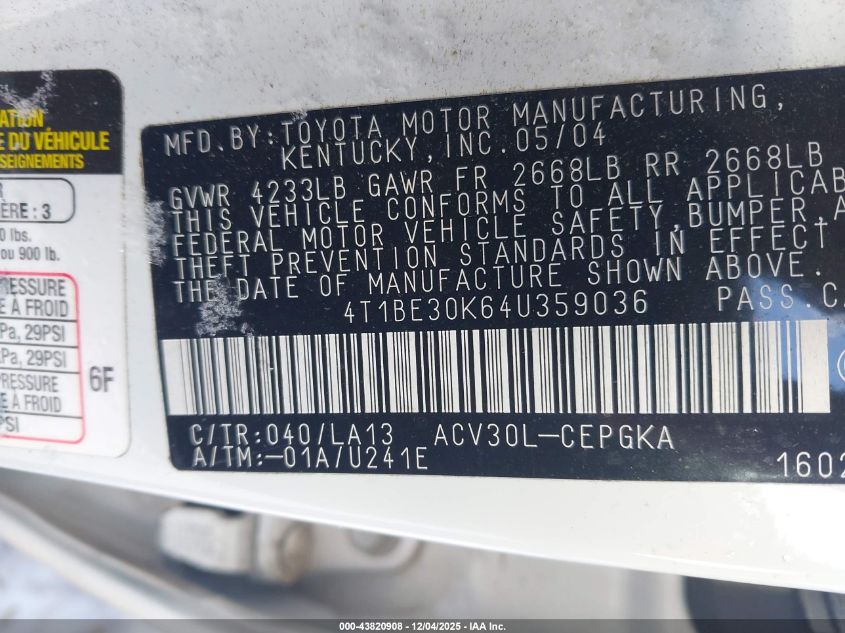 ATION
E DU VÉHICULE
SEIGNEMENTS
R
ÈRE : 3
0 lbs.
ou 900 lb.
PRESSURE
À FROID
Pa, 29PSI
Pa, 29PSI
PRESSURE
À FROID
PSI
6F
MFD. BY: TOYOTA MOTOR MANUFACTURING,
KENTUCKY, INC. 05/04
GVWR 4233LB GAWR FR 2668LB RR 2668LB
THIS VEHICLE CONFORMS TO ALL APPLICAB
FEDERAL MOTOR VEHICLE SAFETY, BUMPER, A
THEFT PREVENTION STANDARDS IN EFFECT
THE DATE OF MANUFACTURE SHOWN ABOVE.
4T1BE30K64U359036 PASS.CA
C/TR:040/LA13 ACV30L-CEPGKA
A/TM:-01A/U241E
1602
000-43820908 - 12/04/2025 - IAA Inc.